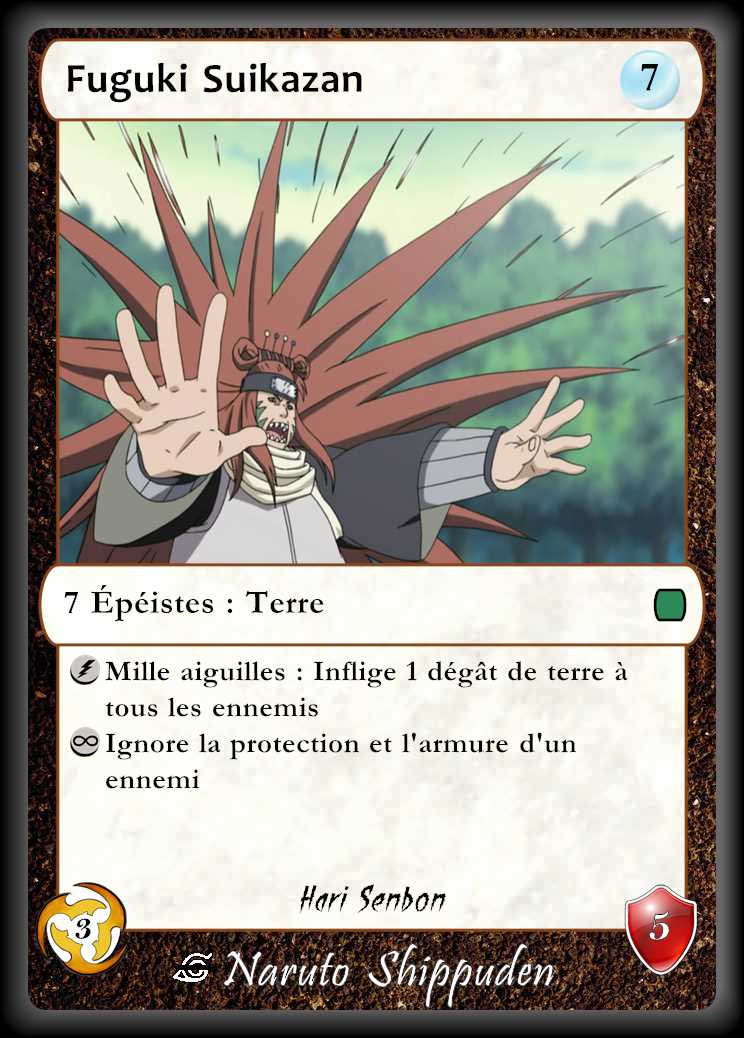 Fuguki Suikazan
7
7 Épéistes : Terre
Mille aiguilles : Inflige 1 dégât de terre à
tous les ennemis
Ignore la protection et l'armure d'un
ennemi
Hari Senbon
3
5
Naruto Shippuden